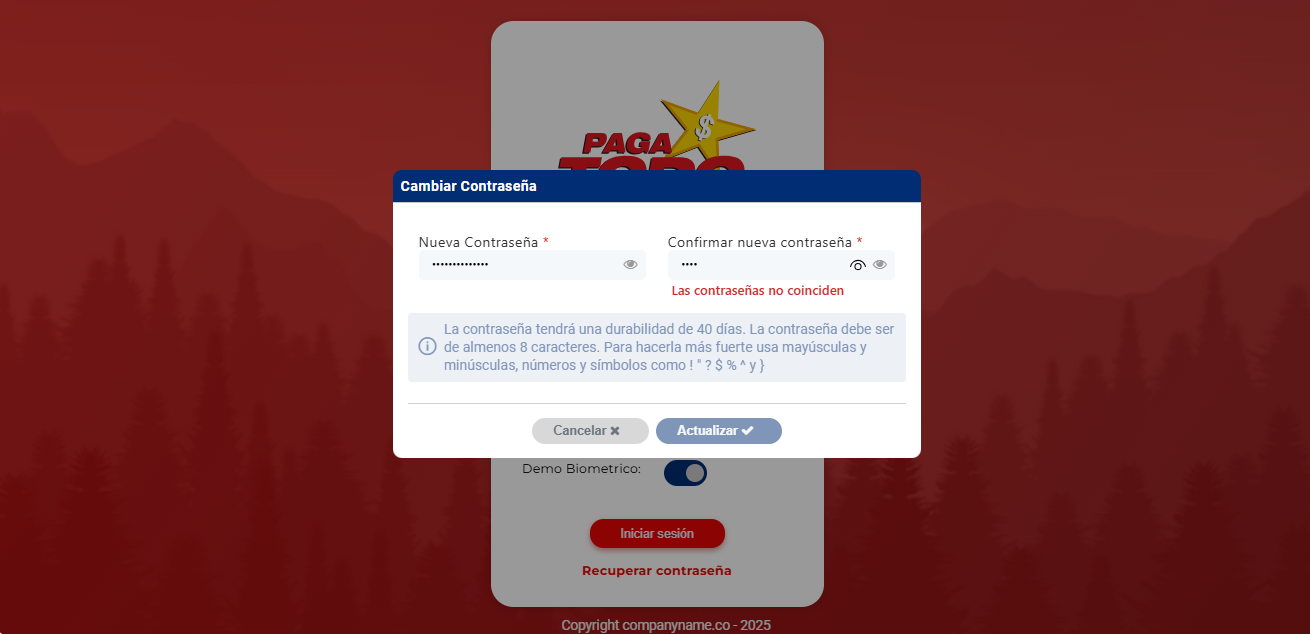 $
PAGA
TODO
Cambiar Contraseña
Nueva Contraseña *
Confirmar nueva contraseña *
••••••••••••••
••••
Las contraseñas no coinciden
La contraseña tendrá una durabilidad de 40 días. La contraseña debe ser
de almenos 8 caracteres. Para hacerla más fuerte usa mayúsculas y
minúsculas, números y símbolos como ! " ? $ % ^ y }
Cancelar ✖
Actualizar ✔
Demo Biometrico:
Iniciar sesión
Recuperar contraseña
Copyright companyname.co - 2025